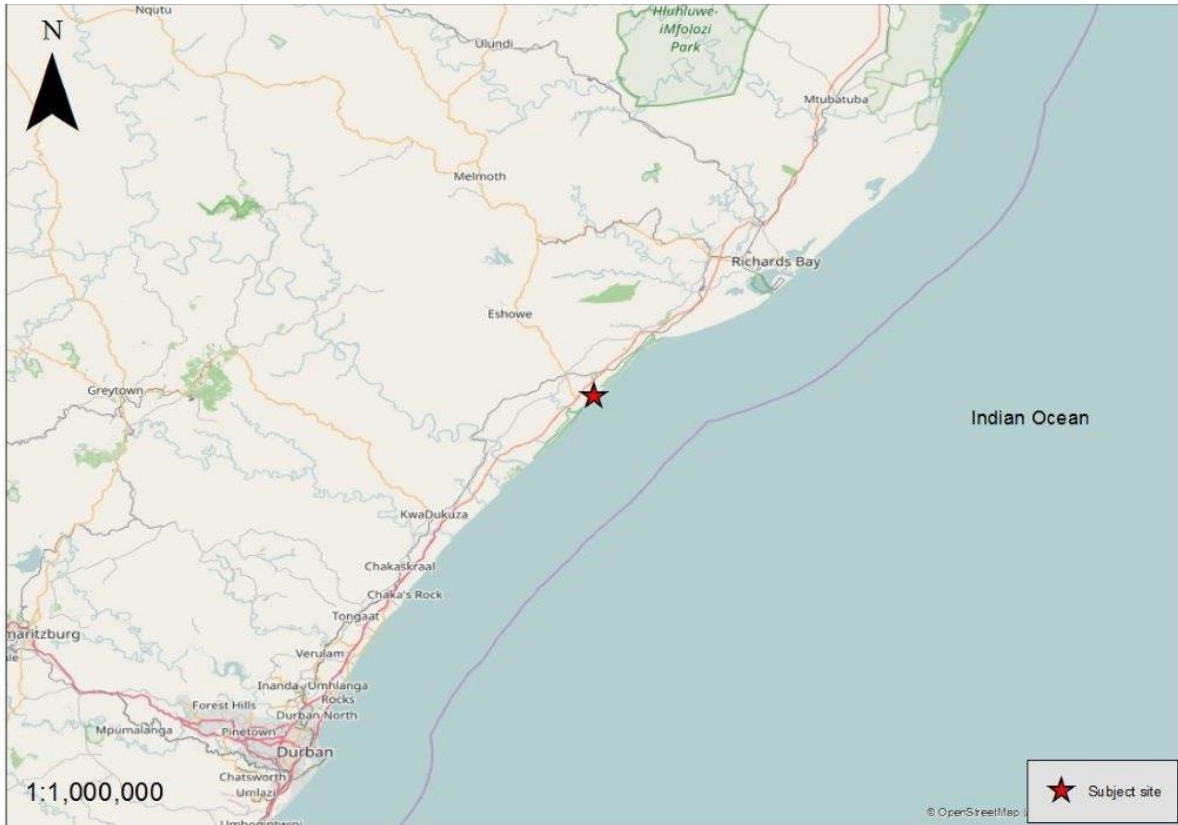 N
Nqutu
Hluhluwe-
iMfolozi
Park
Ulundi
Mtubatuba
Melmoth
Richards Bay
Eshowe
Greytown
Indian Ocean
KwaDukuza
Chakaskraal
Chaka's Rock
Tongaat
maritzburg
Verulam
Inanda
Umhlanga
Rocks
Forest Hills
Durban North
Mpumalanga
Pinetown
Durban
Chatsworth
Umlazi
1:1,000,000
Subject site
© OpenStreetMap